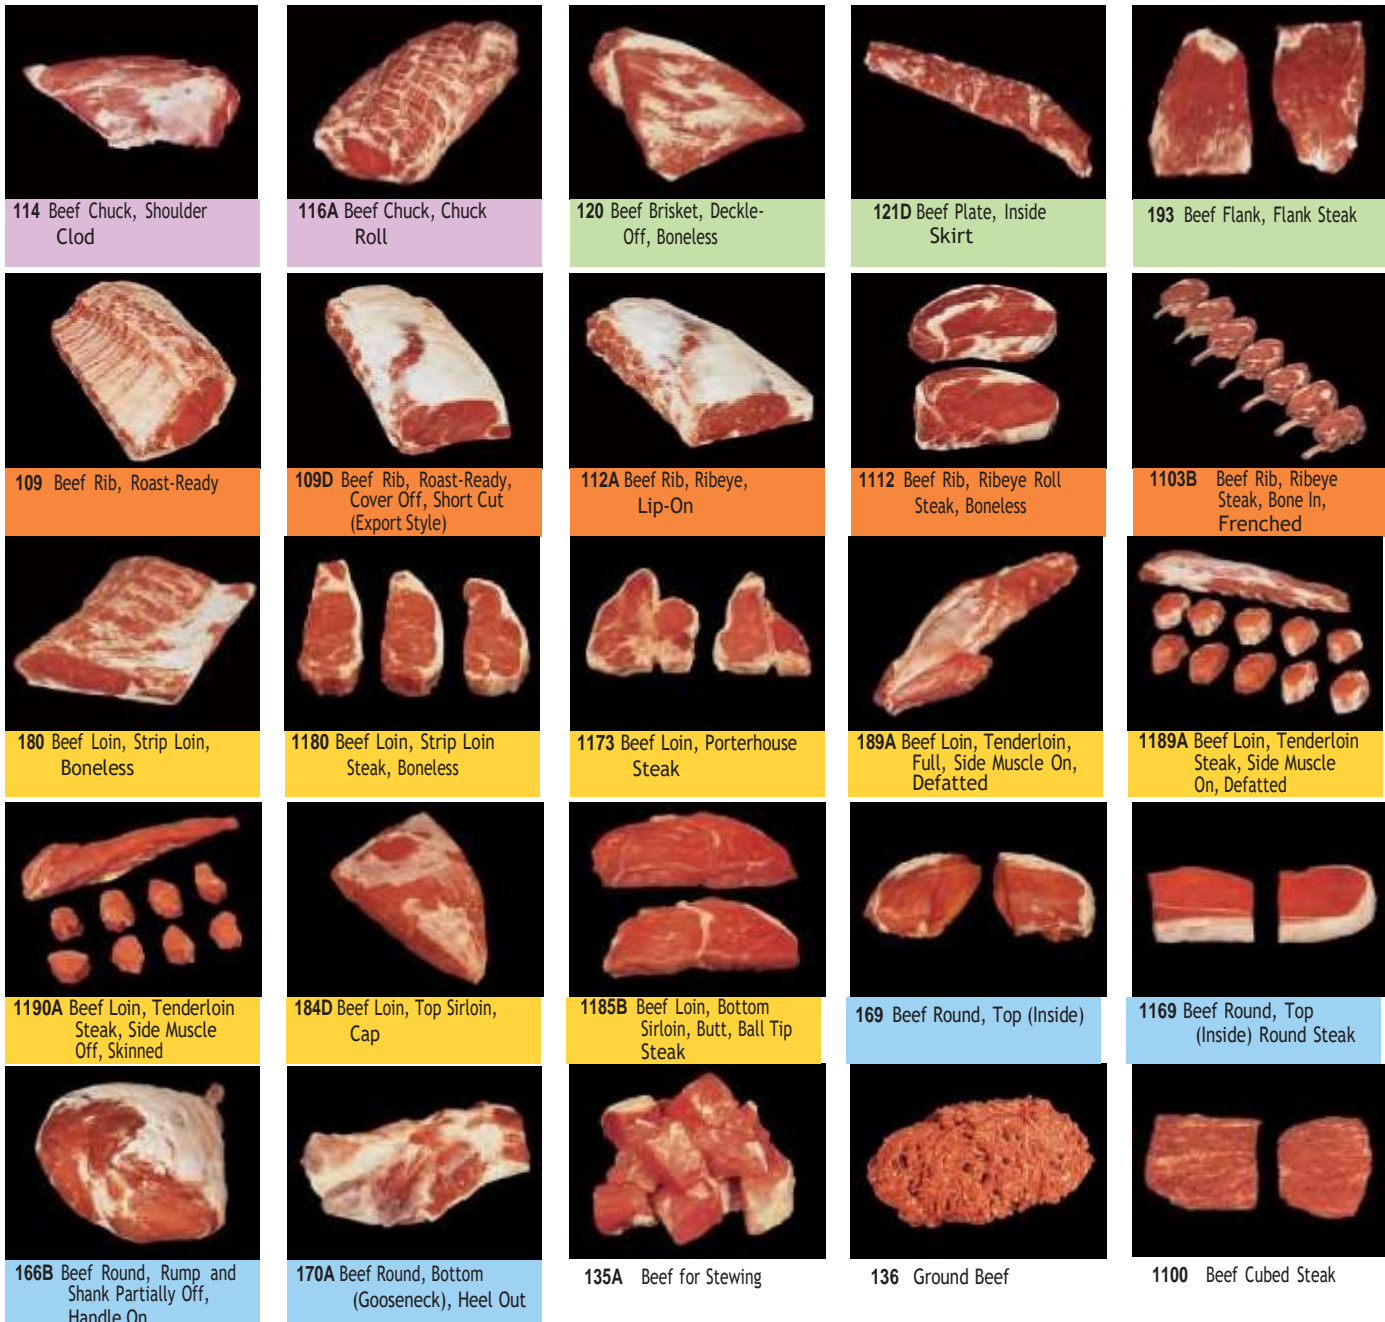 114 Beef Chuck, Shoulder
Clod
116A Beef Chuck, Chuck
Roll
120 Beef Brisket, Deckle-
Off, Boneless
121D Beef Plate, Inside
Skirt
193 Beef Flank, Flank Steak
109 Beef Rib, Roast-Ready
109D Beef Rib, Roast-Ready,
Cover Off, Short Cut
(Export Style)
112A Beef Rib, Ribeye,
Lip-On
1112 Beef Rib, Ribeye Roll
Steak, Boneless
1103B Beef Rib, Ribeye
Steak, Bone In,
Frenched
180 Beef Loin, Strip Loin,
Boneless
1180 Beef Loin, Strip Loin
Steak, Boneless
1173 Beef Loin, Porterhouse
Steak
189A Beef Loin, Tenderloin,
Full, Side Muscle On,
Defatted
1189A Beef Loin, Tenderloin
Steak, Side Muscle
On, Defatted
1190A Beef Loin, Tenderloin
Steak, Side Muscle
Off, Skinned
184D Beef Loin, Top Sirloin,
Cap
1185B Beef Loin, Bottom
Sirloin, Butt, Ball Tip
Steak
169 Beef Round, Top (Inside)
1169 Beef Round, Top
(Inside) Round Steak
166B Beef Round, Rump and
Shank Partially Off,
Handle On
170A Beef Round, Bottom
(Gooseneck), Heel Out
135A Beef for Stewing
136 Ground Beef
1100 Beef Cubed Steak